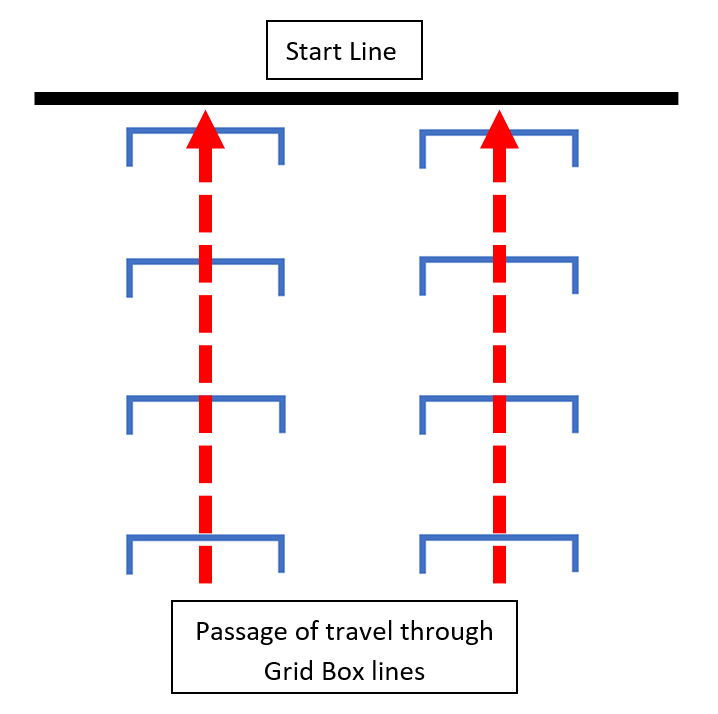 Start Line
Passage of travel through
Grid Box lines